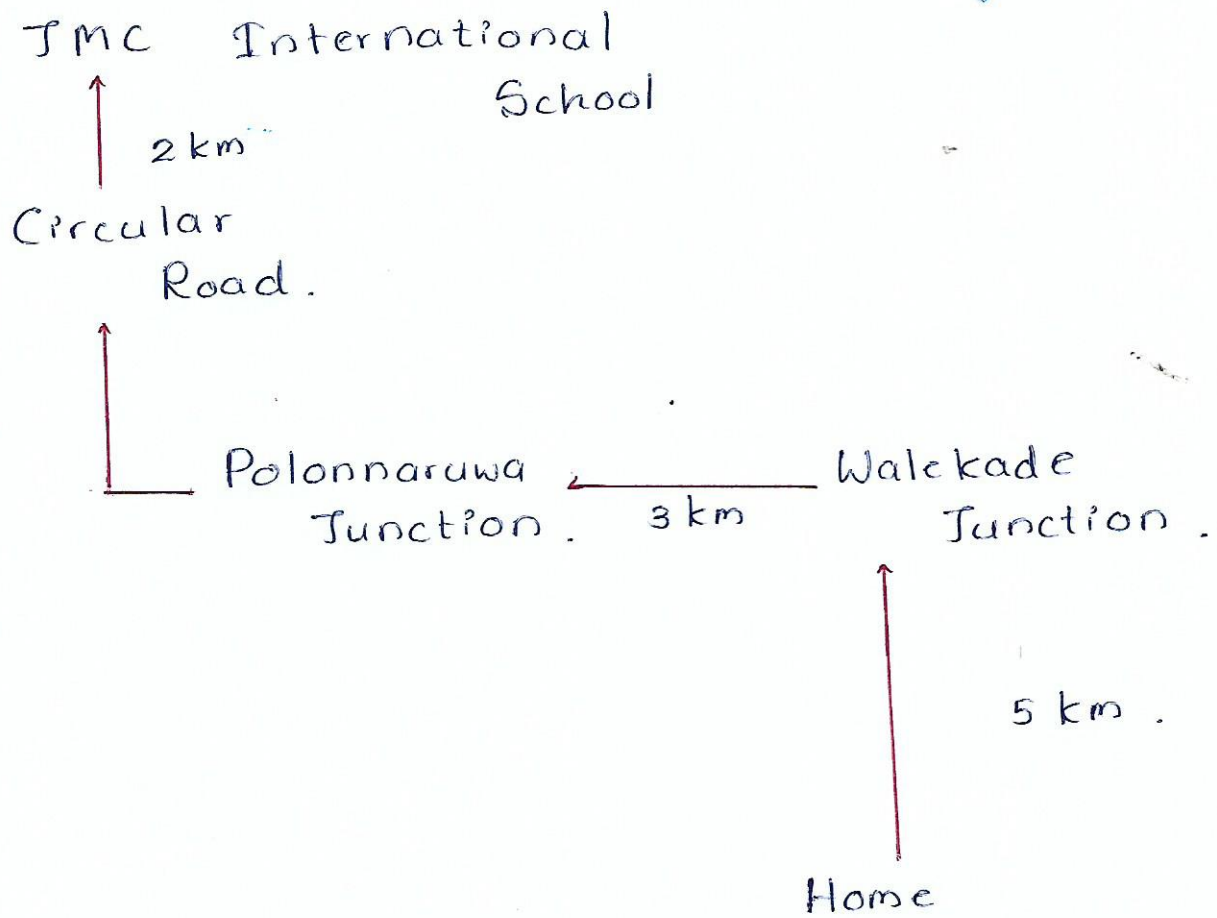 JMC International
School
2 km
Circular
Road.
Polonnaruwa
Junction.
3 km
Walekade
Junction.
5 km.
Home